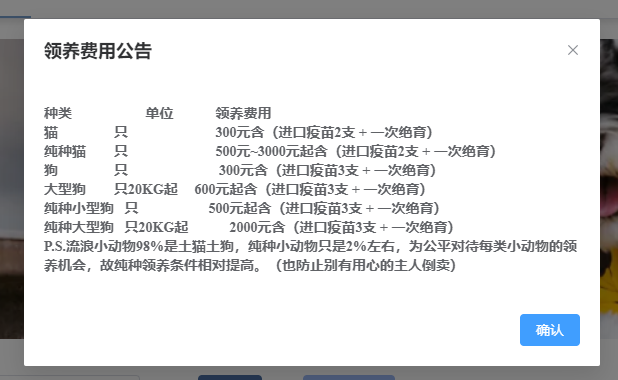 领养费用公告
种类 单位 领养费用
猫 只 300元含（进口疫苗2支 + 一次绝育）
纯种猫 只 500元~3000元起含（进口疫苗2支 + 一次绝育）
狗 只 300元含（进口疫苗3支 + 一次绝育）
大型狗 只20KG起 600元起含（进口疫苗3支 + 一次绝育）
纯种小型狗 只 500元起含（进口疫苗3支 + 一次绝育）
纯种大型狗 只20KG起 2000元含（进口疫苗3支 + 一次绝育）
P.S.流浪小动物98%是土猫土狗，纯种小动物只是2%左右，为公平对待每类小动物的领
养机会，故纯种领养条件相对提高。（也防止别有用心的主人倒卖）
确认